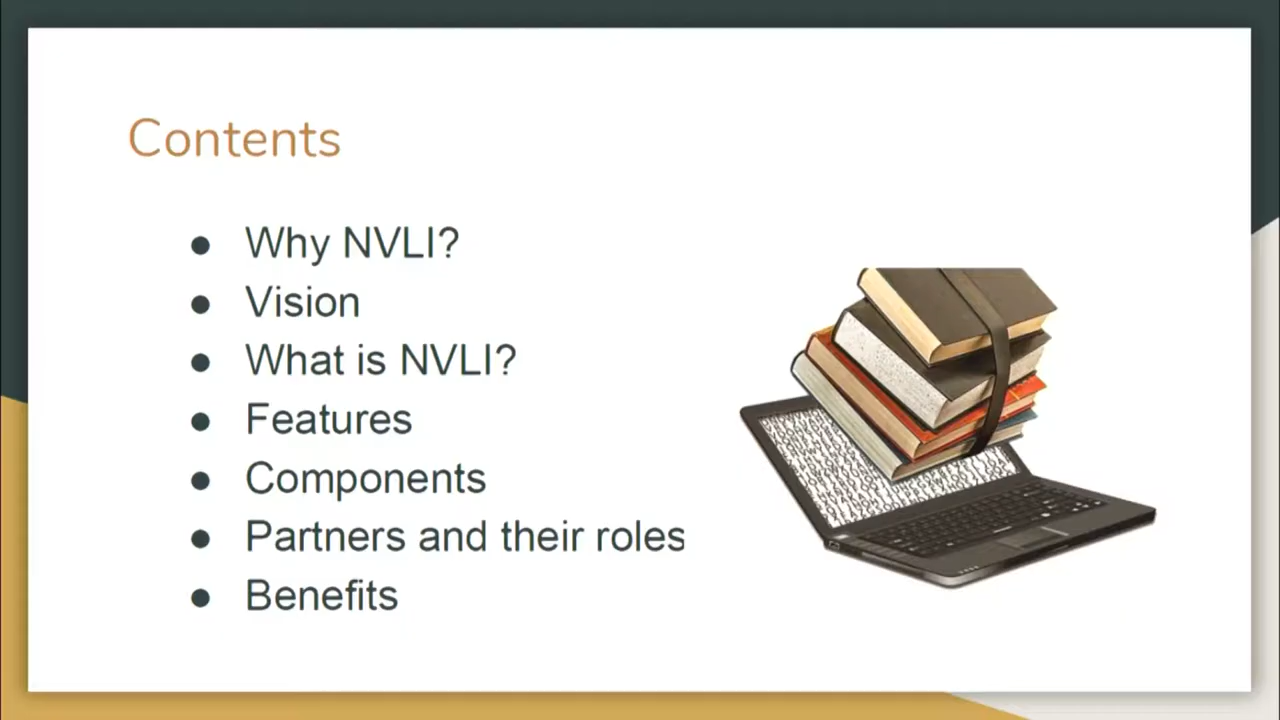 Contents
● Why NVLI?
● Vision
● What is NVLI?
● Features
● Components
● Partners and their roles
● Benefits